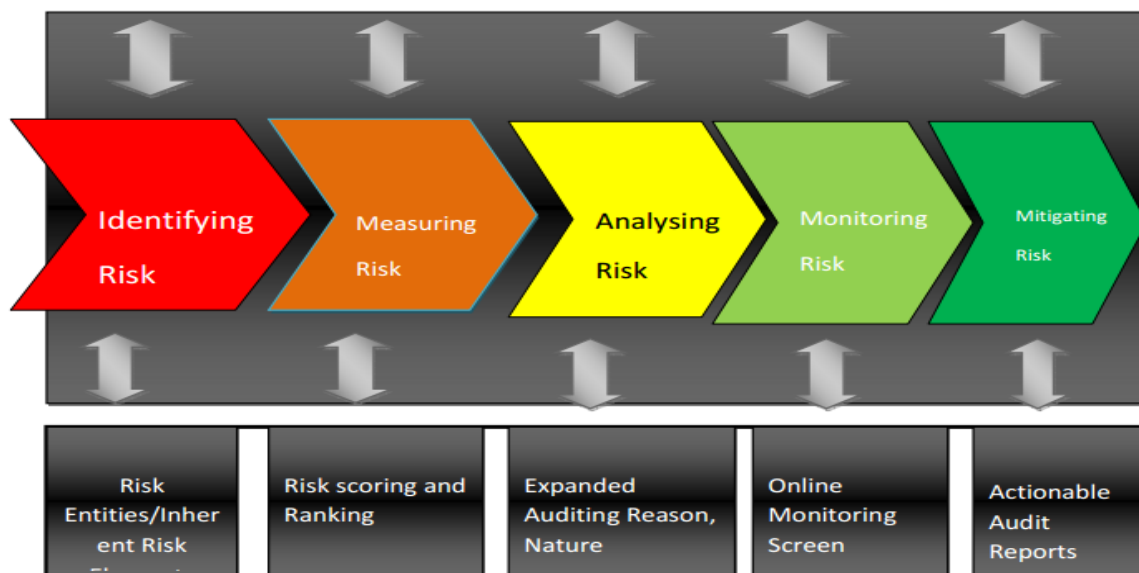 Identifying
Risk
Measuring
Risk
Analysing
Risk
Monitoring
Risk
Mitigating
Risk
Risk
Entities/Inher
ent Risk
Risk scoring and
Ranking
Expanded
Auditing Reason,
Nature
Online
Monitoring
Screen
Actionable
Audit
Reports